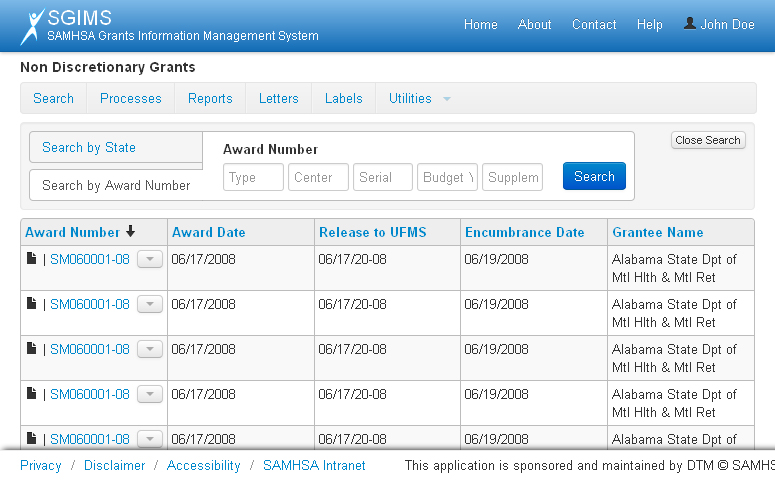 SGIMS
SAMHSA Grants Information Management System
Home About Contact Help John Doe
Non Discretionary Grants
Search Processes Reports Letters Labels Utilities
Search by State
Search by Award Number
Award Number
Type Center Serial Budget Y Supplem Search
Close Search
Award Number Award Date Release to UFMS Encumbrance Date Grantee Name
| SM060001-08 06/17/2008 06/17/20-08 06/19/2008 Alabama State Dpt of
Mtl Hlth & Mtl Ret
| SM060001-08 06/17/2008 06/17/20-08 06/19/2008 Alabama State Dpt of
Mtl Hlth & Mtl Ret
| SM060001-08 06/17/2008 06/17/20-08 06/19/2008 Alabama State Dpt of
Mtl Hlth & Mtl Ret
| SM060001-08 06/17/2008 06/17/20-08 06/19/2008 Alabama State Dpt of
Mtl Hlth & Mtl Ret
| SM060001-08 06/17/2008 06/17/20-08 06/19/2008 Alabama State Dpt of
Privacy / Disclaimer / Accessibility / SAMHSA Intranet This application is sponsored and maintained by DTM © SAMHS